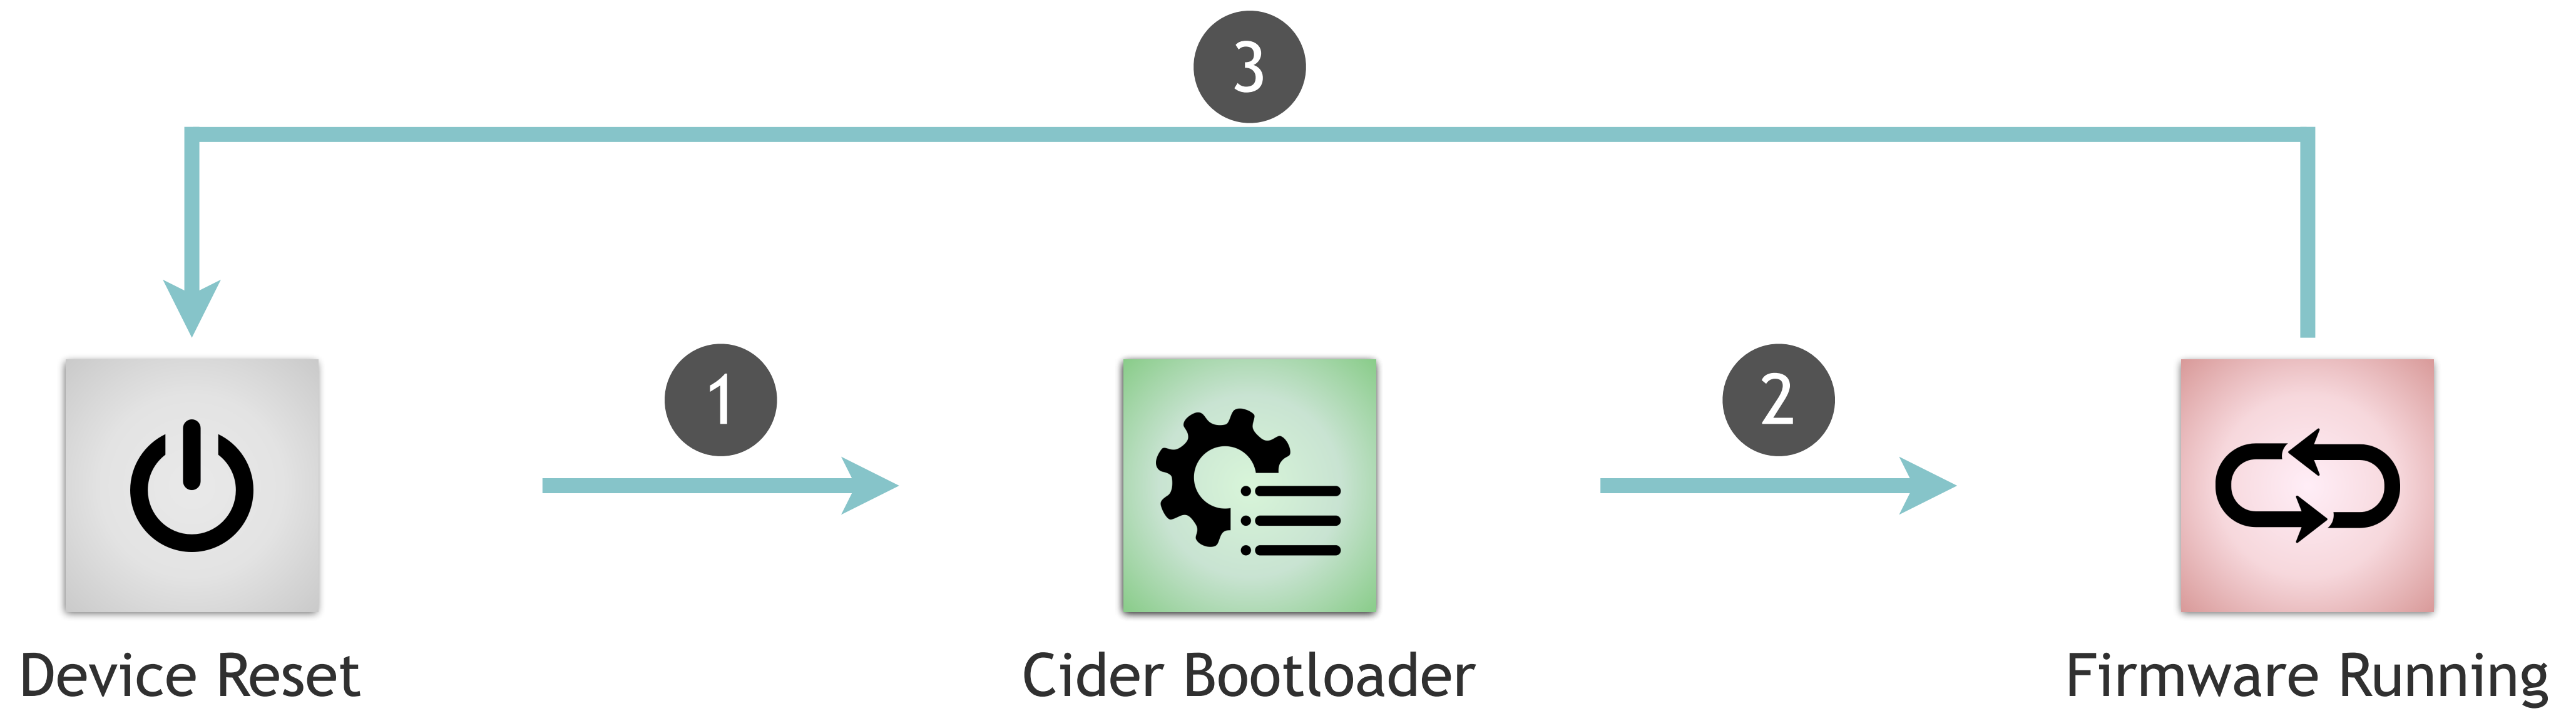 3
1
2
Device Reset
Cider Bootloader
Firmware Running